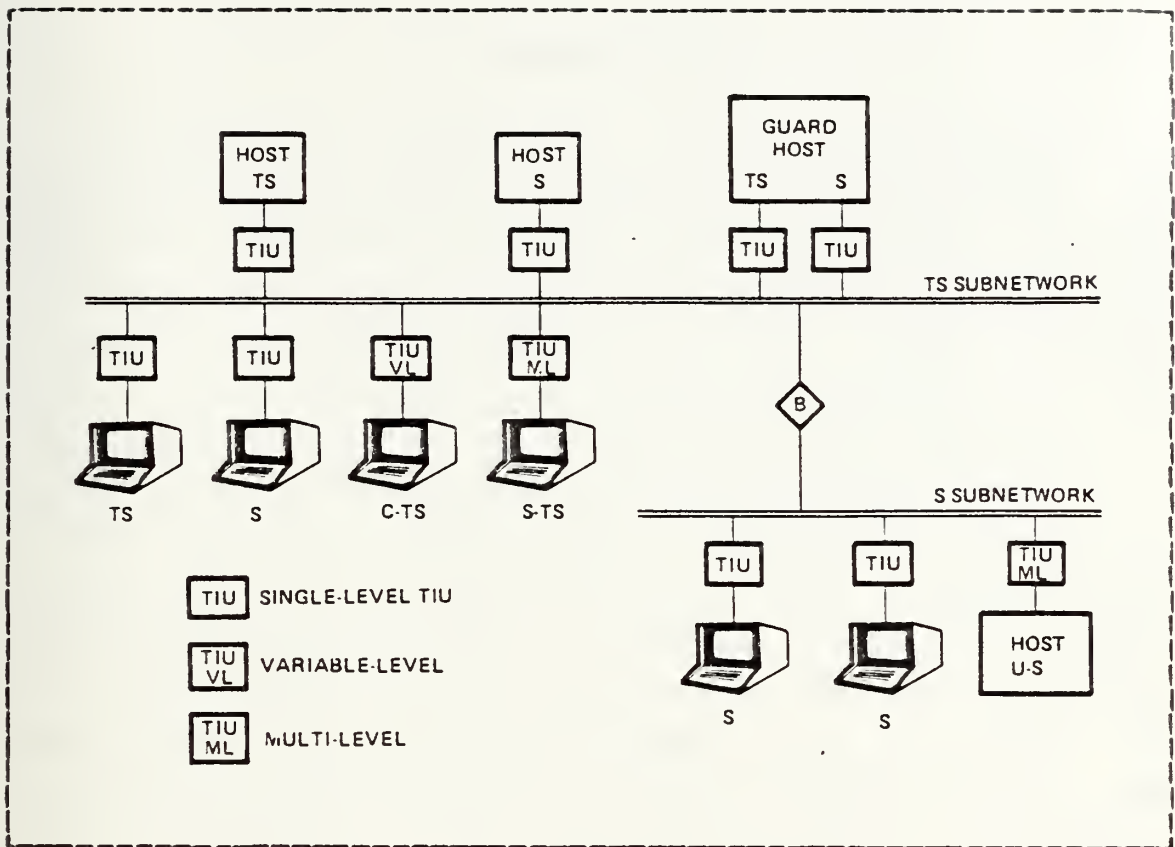 HOST
TS
HOST
S
GUARD
HOST
TS S
TIU
TIU
TIU
TIU
TS SUBNETWORK
TIU
TIU
TIU
VL
TIU
ML
B
TS
S
C-TS
S-TS
S SUBNETWORK
TIU
TIU
TIU
ML
HOST
U-S
S
S
TIU SINGLE-LEVEL TIU
TIU
VL
VARIABLE-LEVEL
TIU
ML
MULTI-LEVEL